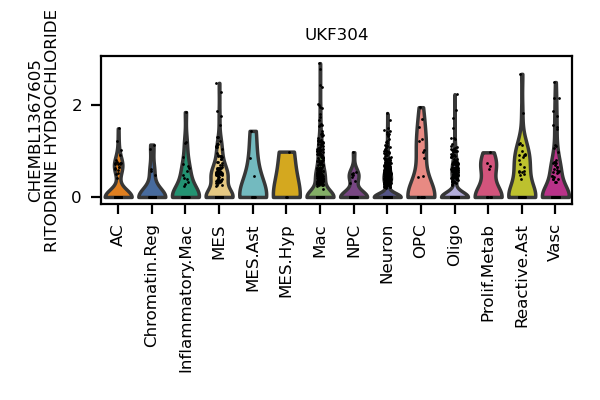 UKF304
CHEMBL1367605
RITODRINE HYDROCHLORIDE
2
0
AC
Chromatin.Reg
Inflammatory.Mac
MES
MES.Ast
MES.Hyp
Mac
NPC
Neuron
OPC
Oligo
Prolif.Metab
Reactive.Ast
Vasc